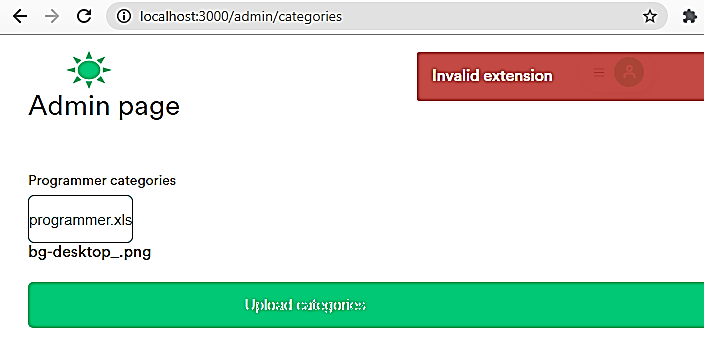 localhost:3000/admin/categories
Invalid extension
Admin page
Programmer categories
programmer.xls
bg-desktop_.png
Upload categories